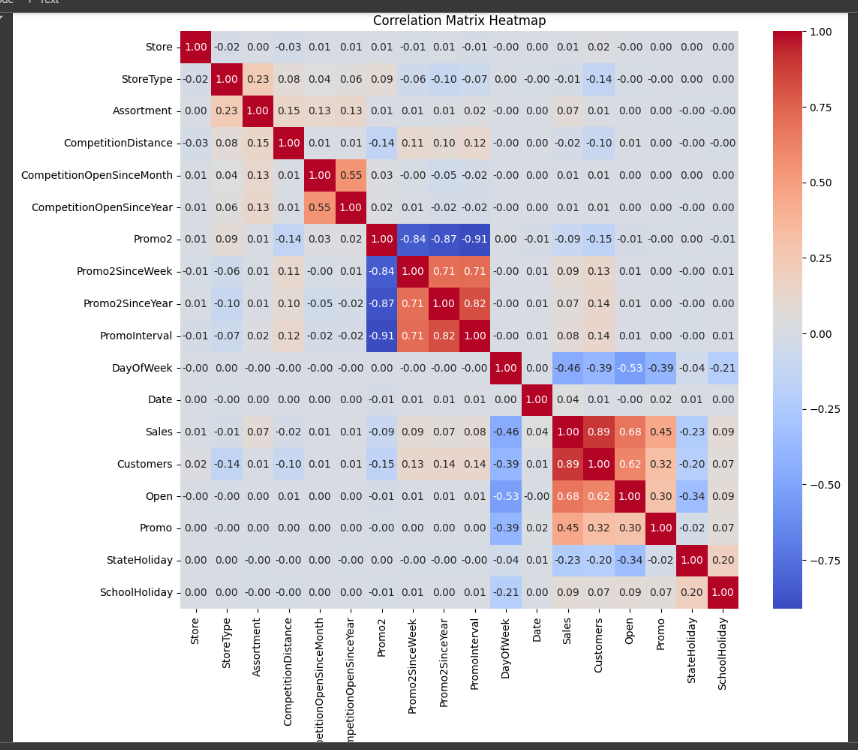 Text
Correlation Matrix Heatmap
Store 1.00 -0.02 0.00 -0.03 0.01 0.01 0.01 -0.01 0.01 -0.01 -0.00 0.00 0.01 0.02 -0.00 0.00 0.00 0.00
StoreType -0.02 1.00 0.23 0.08 0.04 0.06 0.09 -0.06 -0.10 -0.07 0.00 -0.00 -0.01 -0.14 -0.00 -0.00 0.00 0.00
Assortment 0.00 0.23 1.00 0.15 0.13 0.13 0.01 0.01 0.01 0.02 -0.00 0.00 0.07 0.01 0.00 0.00 -0.00 -0.00
CompetitionDistance -0.03 0.08 0.15 1.00 0.01 0.01 -0.14 0.11 0.10 0.12 -0.00 0.00 -0.02 -0.10 0.01 0.00 -0.00 -0.00
CompetitionOpenSinceMonth 0.01 0.04 0.13 0.01 1.00 0.55 0.03 -0.00 -0.05 -0.02 -0.00 0.00 0.01 0.01 0.00 0.00 -0.00 0.00
CompetitionOpenSinceYear 0.01 0.06 0.13 0.01 0.55 1.00 0.02 0.01 -0.02 -0.02 -0.00 0.00 0.01 0.01 0.00 0.00 -0.00 0.00
Promo2 0.01 0.09 0.01 -0.14 0.03 0.02 1.00 -0.84 -0.87 -0.91 0.00 -0.01 -0.09 -0.15 -0.01 -0.00 0.00 -0.01
Promo2SinceWeek -0.01 -0.06 0.01 0.11 -0.00 0.01 -0.84 1.00 0.71 0.71 -0.00 0.01 0.09 0.13 0.01 -0.00 -0.00 0.01
Promo2SinceYear 0.01 -0.10 0.01 0.10 -0.05 -0.02 -0.87 0.71 1.00 0.82 -0.00 0.01 0.07 0.14 0.01 0.00 -0.00 0.00
PromoInterval -0.01 -0.07 0.02 0.12 -0.02 -0.02 -0.91 0.71 0.82 1.00 -0.00 0.01 0.08 0.14 0.01 0.00 -0.00 0.01
DayOfWeek -0.00 0.00 -0.00 -0.00 -0.00 -0.00 0.00 -0.00 -0.00 -0.00 1.00 0.00 -0.46 -0.39 -0.53 -0.39 -0.04 -0.21
Date 0.00 -0.00 0.00 0.00 0.00 0.00 -0.01 0.01 0.01 0.01 0.00 1.00 0.04 0.01 -0.00 0.02 0.01 0.00
Sales 0.01 -0.01 0.07 -0.02 0.01 0.01 -0.09 0.09 0.07 0.08 -0.46 0.04 1.00 0.89 0.68 0.45 -0.23 0.09
Customers 0.02 -0.14 0.01 -0.10 0.01 0.01 -0.15 0.13 0.14 0.14 -0.39 0.01 0.89 1.00 0.62 0.32 -0.20 0.07
Open -0.00 -0.00 0.00 0.01 0.00 0.00 -0.01 0.01 0.01 0.01 -0.53 -0.00 0.68 0.62 1.00 0.30 -0.34 0.09
Promo 0.00 -0.00 0.00 0.00 0.00 0.00 -0.00 -0.00 0.00 0.00 -0.39 0.02 0.45 0.32 0.30 1.00 -0.02 0.07
StateHoliday 0.00 0.00 -0.00 -0.00 -0.00 -0.00 0.00 -0.00 -0.00 -0.00 -0.04 0.01 -0.23 -0.20 -0.34 -0.02 1.00 0.20
SchoolHoliday 0.00 0.00 -0.00 -0.00 0.00 0.00 -0.01 0.01 0.00 0.01 -0.21 0.00 0.09 0.07 0.09 0.07 0.20 1.00
Store
StoreType
Assortment
CompetitionDistance
petitionOpenSinceMonth
mpetitionOpenSinceYear
Promo2
Promo2SinceWeek
Promo2SinceYear
PromoInterval
DayOfWeek
Date
Sales
Customers
Open
Promo
StateHoliday
SchoolHoliday
1.00
0.75
0.50
0.25
0.00
−0.25
−0.50
−0.75